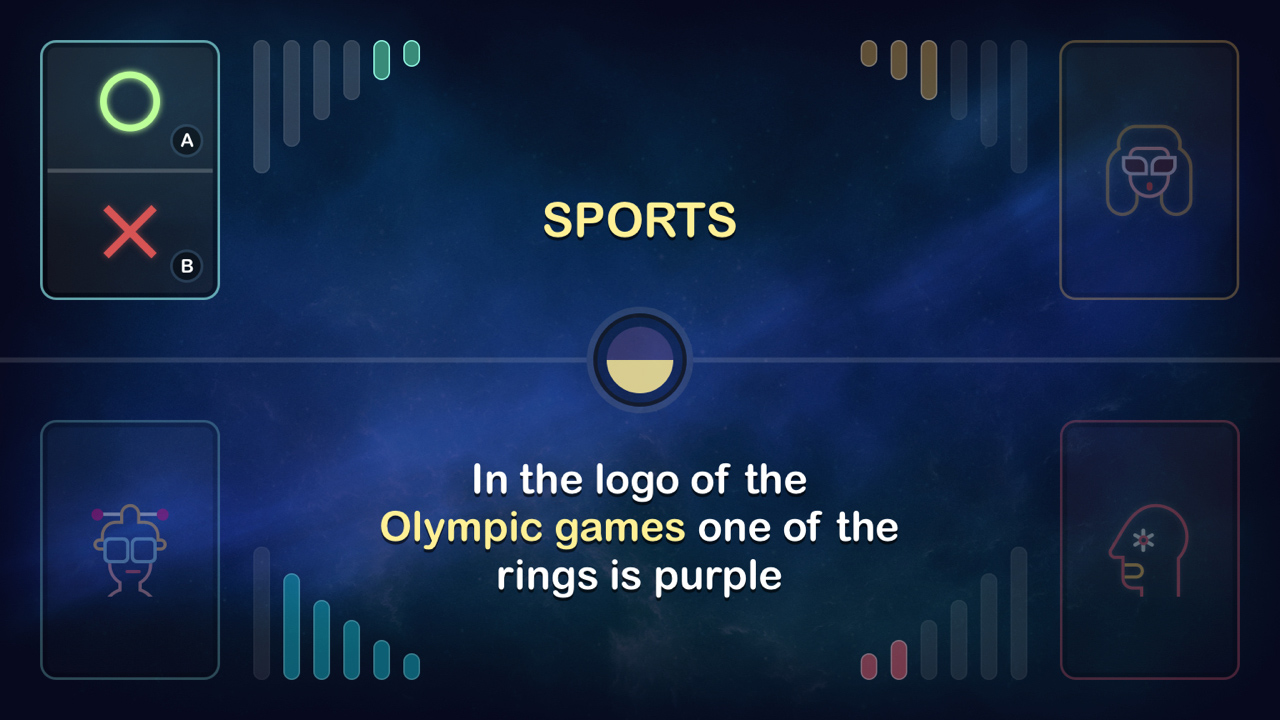 A
B
SPORTS
In the logo of the
Olympic games one of the
rings is purple